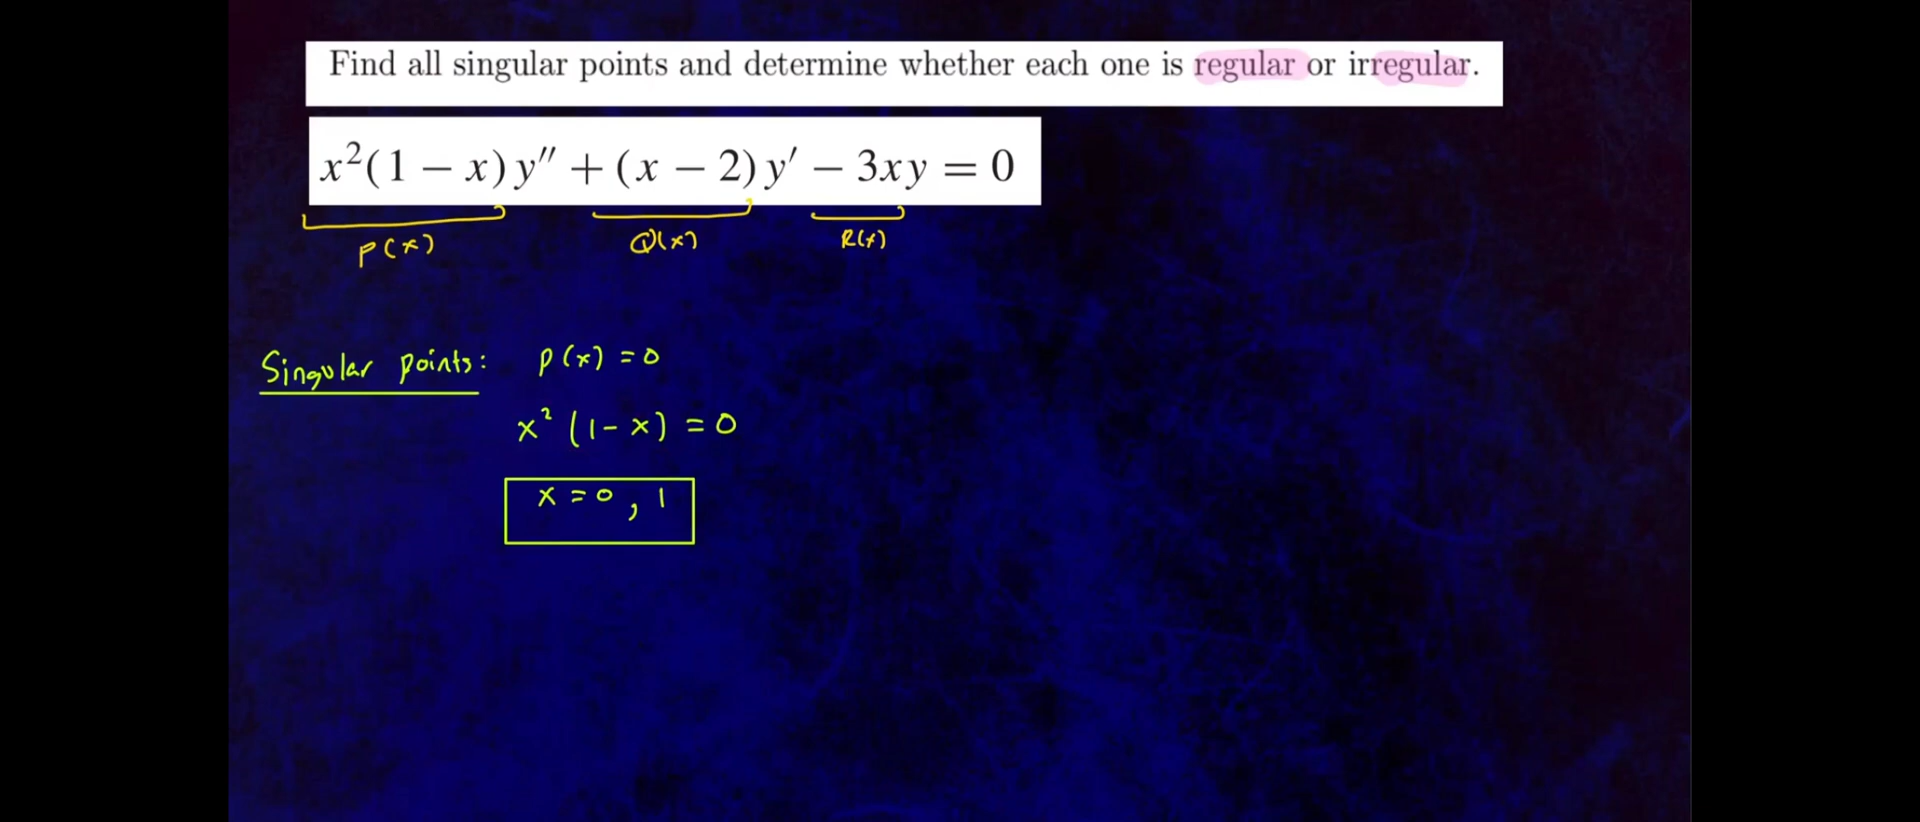 Find all singular points and determine whether each one is regular or irregular.
x²(1 − x) y″ + (x − 2) y′ − 3xy = 0
P(x) Q(x) R(x)
Singular points: P(x) = 0
x² (1 - x) = 0
x = 0, 1